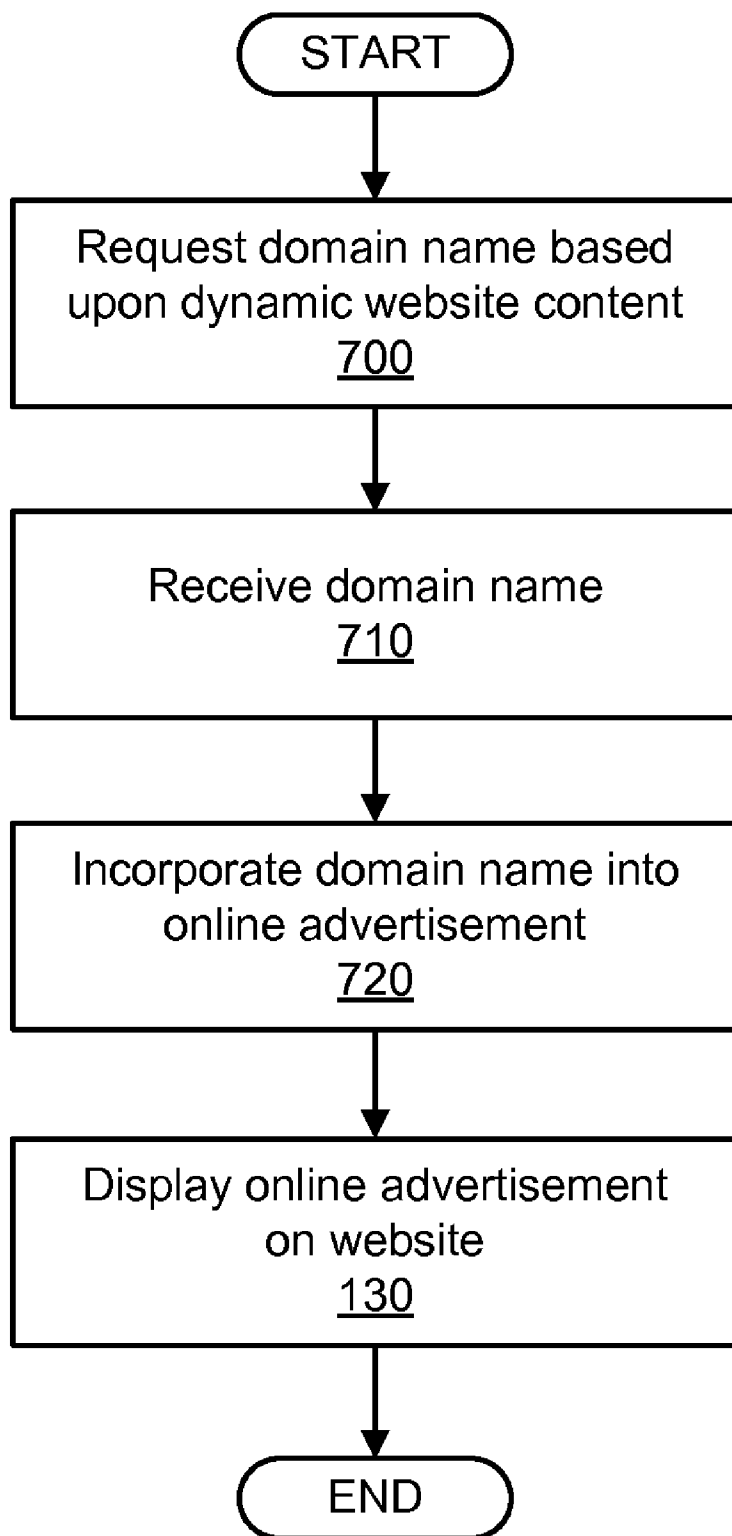 START
Request domain name based
upon dynamic website content
700
Receive domain name
710
Incorporate domain name into
online advertisement
720
Display online advertisement
on website
130
END